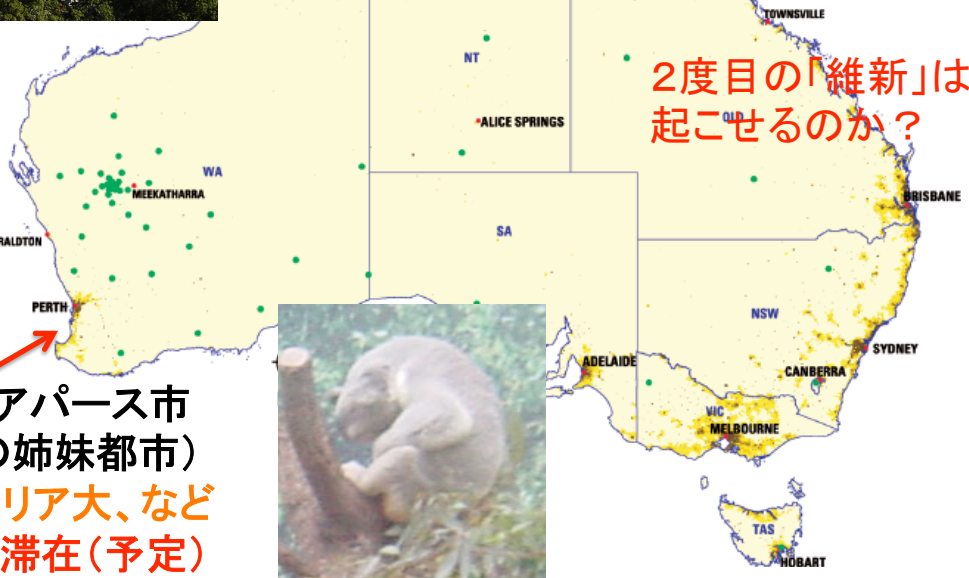 TOWNSVILLE
NT
2度目の「維新」は
ALICE SPRINGS
QLD
起こせるのか？
WA
MEEKATHARRA
BRISBANE
SA
RALDTON
PERTH
NSW
SYDNEY
ADELAIDE
CANBERRA
アパース市
VIC
MELBOURNE
の姉妹都市）
リア大、など
TAS
滞在（予定）
HOBART